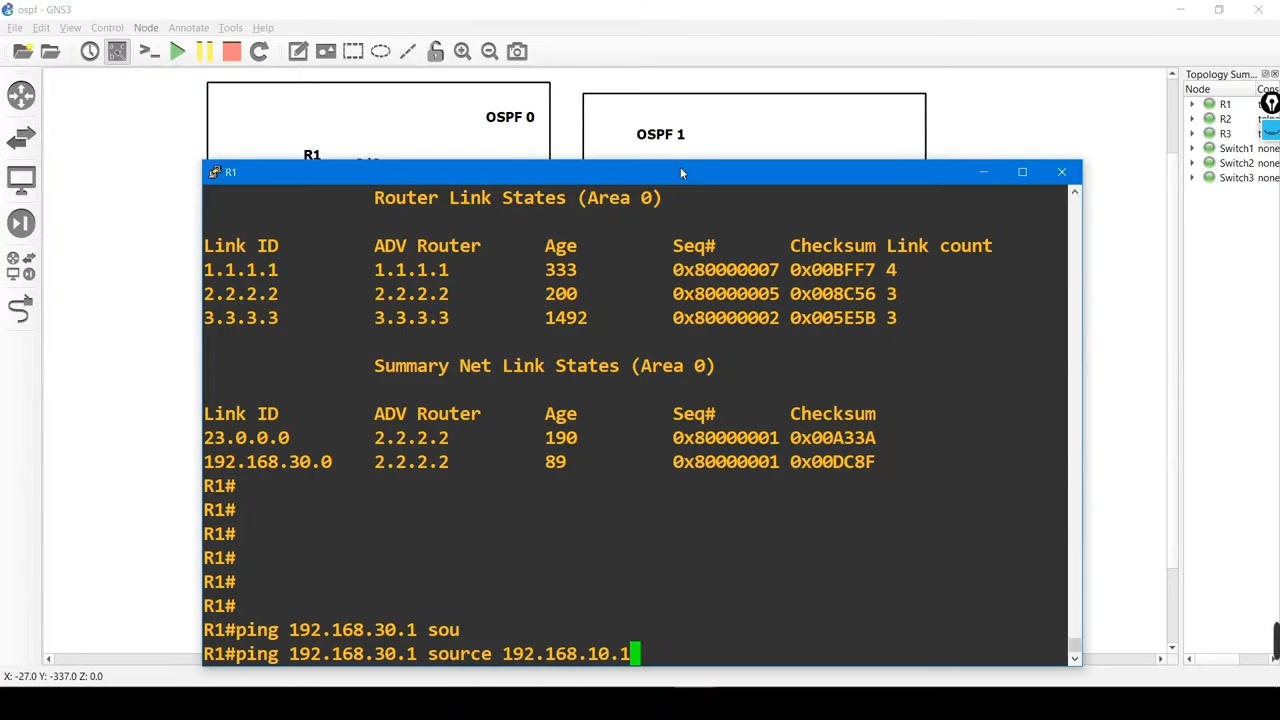 ospf - GNS3
File Edit View Control Node Annotate Tools Help
Topology Sum...
Node
R1
R2
R3
Switch1 none
Switch2 none
Switch3 none
OSPF 0
OSPF 1
R1
R1
Router Link States (Area 0)
Link ID ADV Router Age Seq# Checksum Link count
1.1.1.1 1.1.1.1 333 0x80000007 0x00BFF7 4
2.2.2.2 2.2.2.2 200 0x80000005 0x008C56 3
3.3.3.3 3.3.3.3 1492 0x80000002 0x005E5B 3
Summary Net Link States (Area 0)
Link ID ADV Router Age Seq# Checksum
23.0.0.0 2.2.2.2 190 0x80000001 0x00A33A
192.168.30.0 2.2.2.2 89 0x80000001 0x00DC8F
R1#
R1#
R1#
R1#
R1#
R1#
R1#ping 192.168.30.1 sou
R1#ping 192.168.30.1 source 192.168.10.1
X: -27.0 Y: -337.0 Z: 0.0